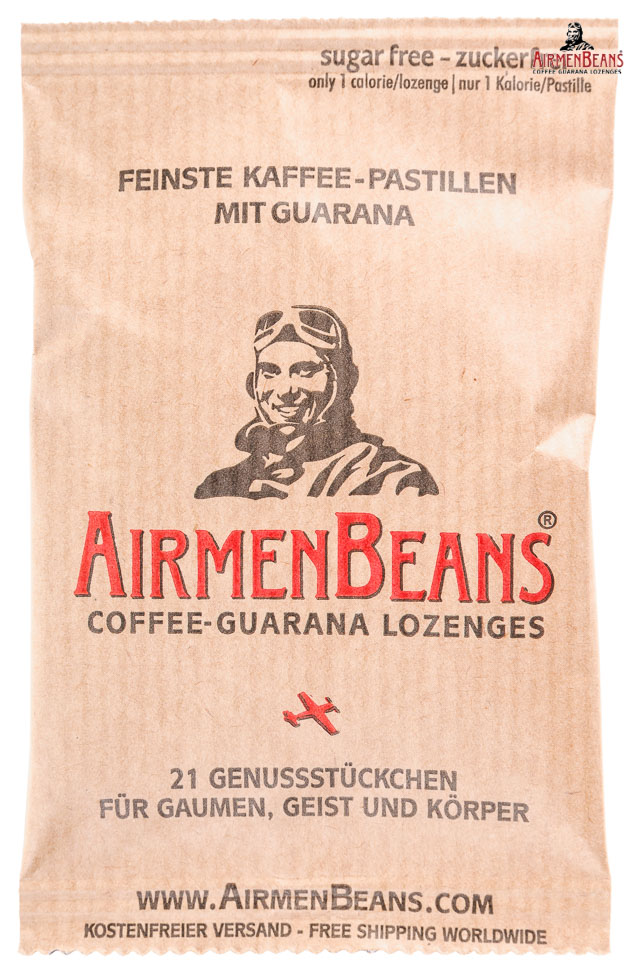 sugar free - zuckerfrei
AIRMENBEANS
COFFEE GUARANA LOZENGES
only 1 calorie/lozenge | nur 1 Kalorie/Pastille
FEINSTE KAFFEE-PASTILLEN
MIT GUARANA
AIRMENBEANS®
COFFEE-GUARANA LOZENGES
21 GENUSSSTÜCKCHEN
FÜR GAUMEN, GEIST UND KÖRPER
WWW.AIRMENBEANS.COM
KOSTENFREIER VERSAND - FREE SHIPPING WORLDWIDE